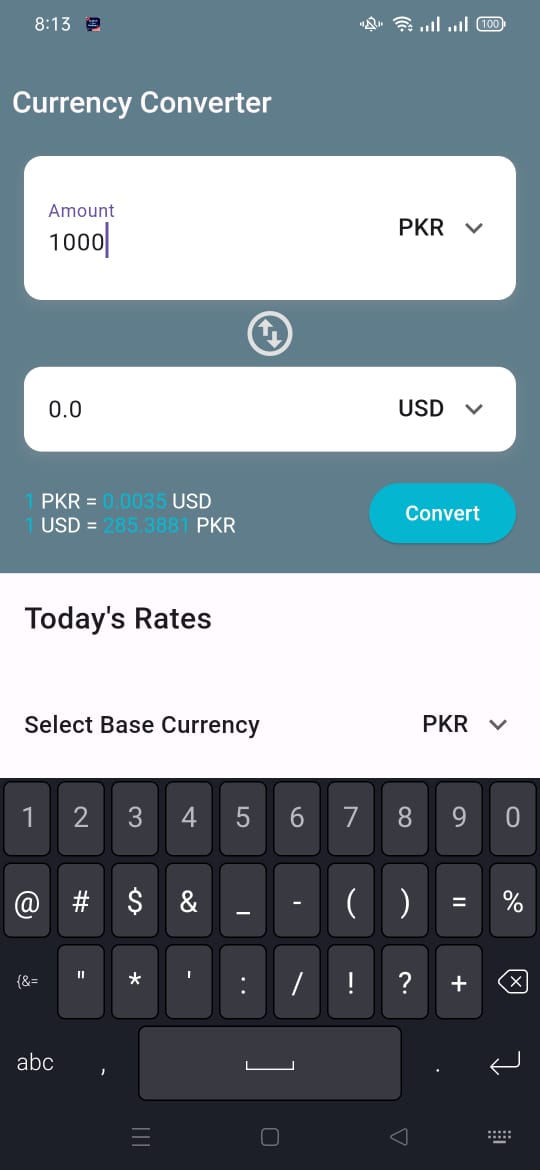 8:13
100
Currency Converter
Amount
1000
PKR
0.0
USD
1 PKR = 0.0035 USD
1 USD = 285.3881 PKR
Convert
Today's Rates
Select Base Currency
PKR
1 2 3 4 5 6 7 8 9 0
@ # $ & _ - ( ) = %
{&= " * ' : / ! ? +
abc , .